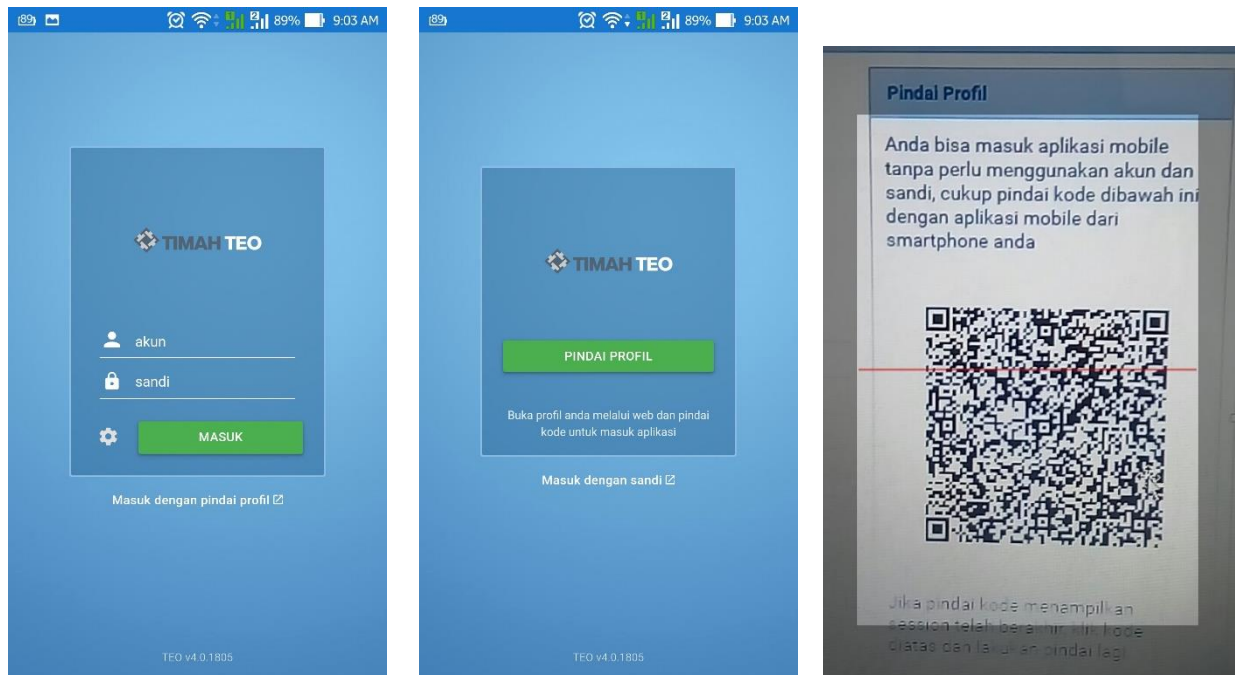 89
89%
9:03 AM
TIMAH TEO
akun
sandi
MASUK
Masuk dengan pindai profil
TEO v4.0.1805
89
89%
9:03 AM
TIMAH TEO
PINDAI PROFIL
Buka profil anda melalui web dan pindai
kode untuk masuk aplikasi
Masuk dengan sandi
TEO v4.0.1805
Pindai Profil
Anda bisa masuk aplikasi mobile
tanpa perlu menggunakan akun dan
sandi, cukup pindai kode dibawah ini
dengan aplikasi mobile dari
smartphone anda
Jika pindai kode menampilkan
session telah berakhir, klik kode
diatas dan lakukan pindai lagi